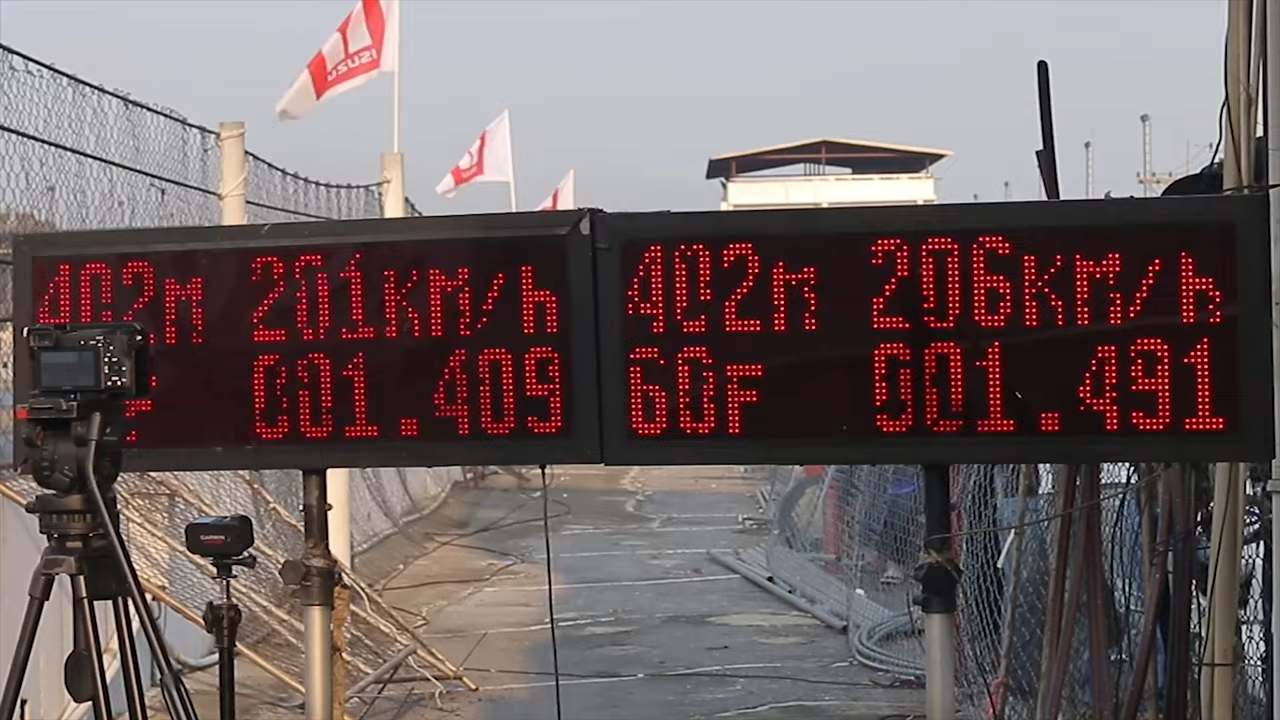 ISUZU
402M 201KM/h
F 001.409
402M 206KM/h
60F 001.491
GARMIN